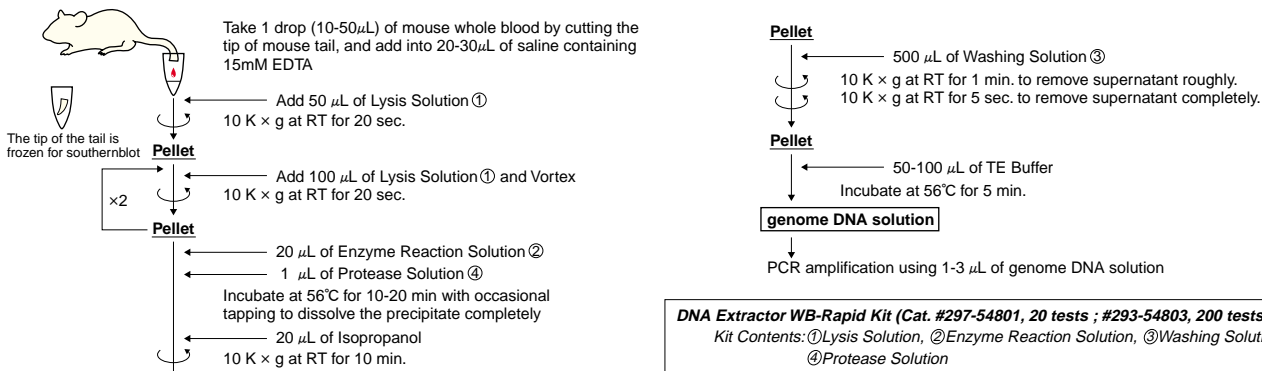 Take 1 drop (10-50μL) of mouse whole blood by cutting the
tip of mouse tail, and add into 20-30μL of saline containing
15mM EDTA
Add 50 μL of Lysis Solution ①
10 K × g at RT for 20 sec.
The tip of the tail is
frozen for southernblot
Pellet
Add 100 μL of Lysis Solution ① and Vortex
×2
10 K × g at RT for 20 sec.
Pellet
20 μL of Enzyme Reaction Solution ②
1 μL of Protease Solution ④
Incubate at 56℃ for 10-20 min with occasional
tapping to dissolve the precipitate completely
20 μL of Isopropanol
10 K × g at RT for 10 min.
Pellet
500 μL of Washing Solution ③
10 K × g at RT for 1 min. to remove supernatant roughly.
10 K × g at RT for 5 sec. to remove supernatant completely.
Pellet
50-100 μL of TE Buffer
Incubate at 56℃ for 5 min.
genome DNA solution
PCR amplification using 1-3 μL of genome DNA solution
DNA Extractor WB-Rapid Kit (Cat. #297-54801, 20 tests ; #293-54803, 200 tests
Kit Contents:①Lysis Solution, ②Enzyme Reaction Solution, ③Washing Soluti
④Protease Solution